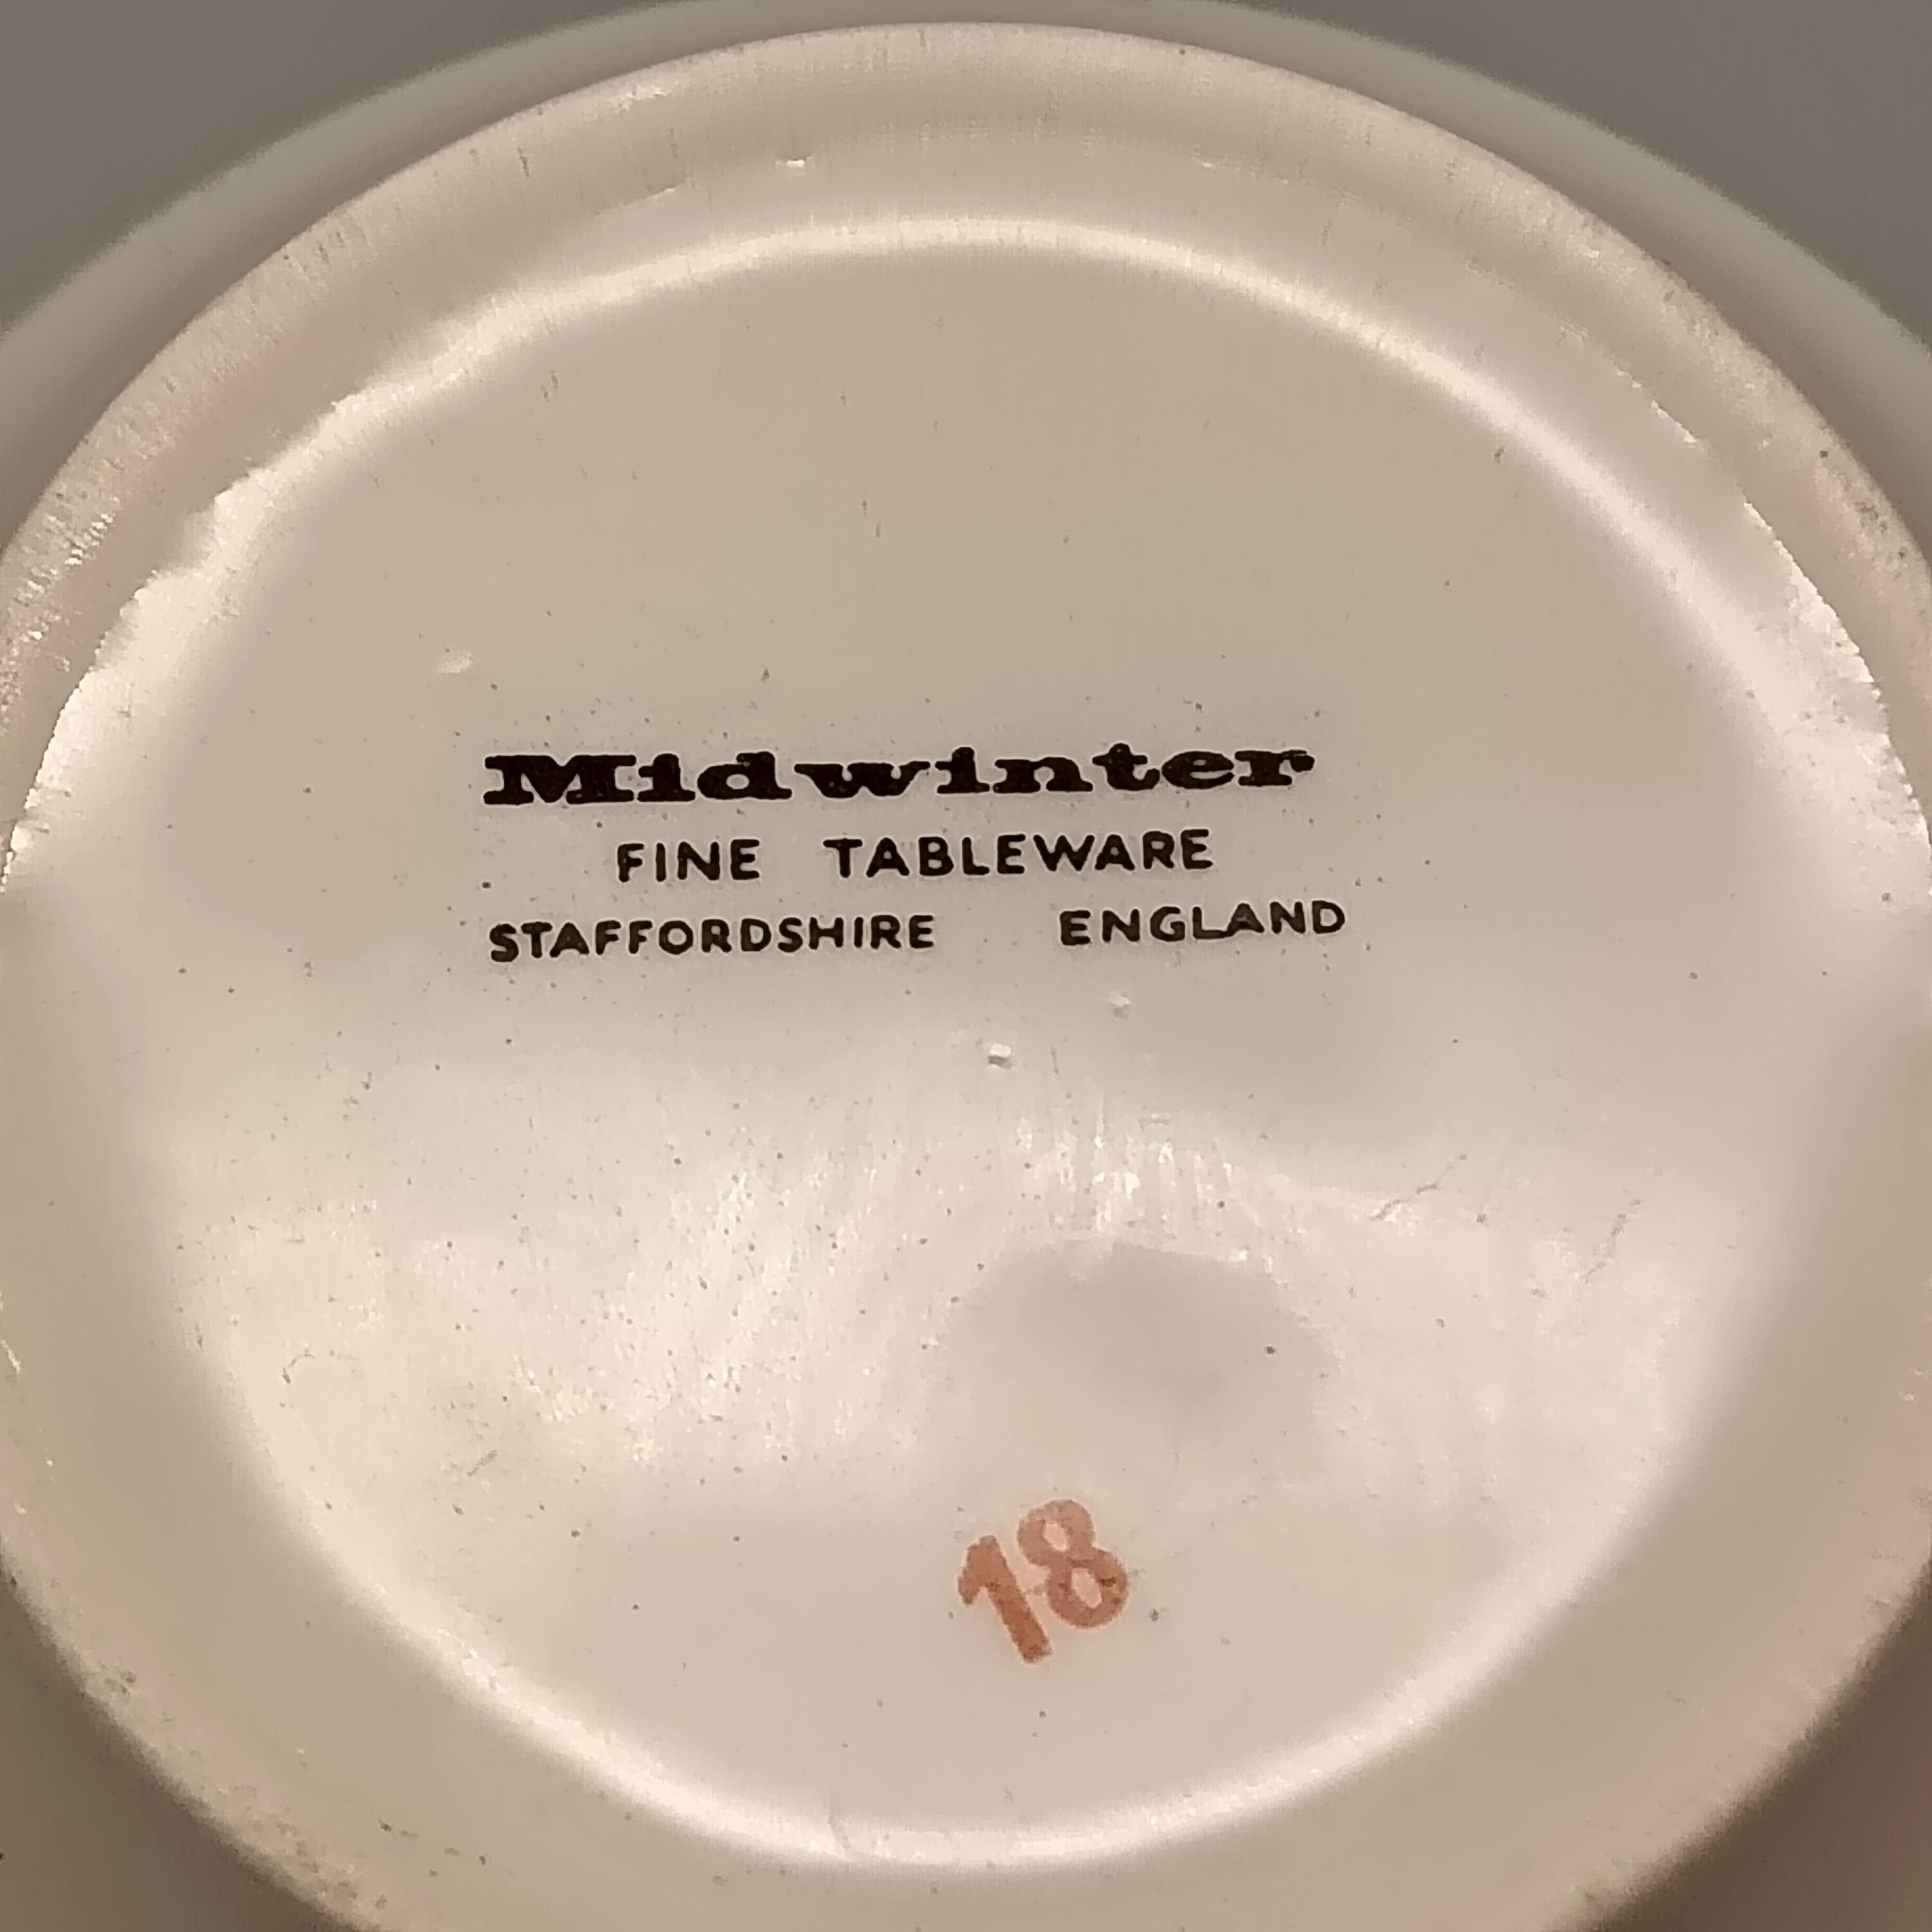 Midwinter
FINE TABLEWARE
STAFFORDSHIRE ENGLAND
18